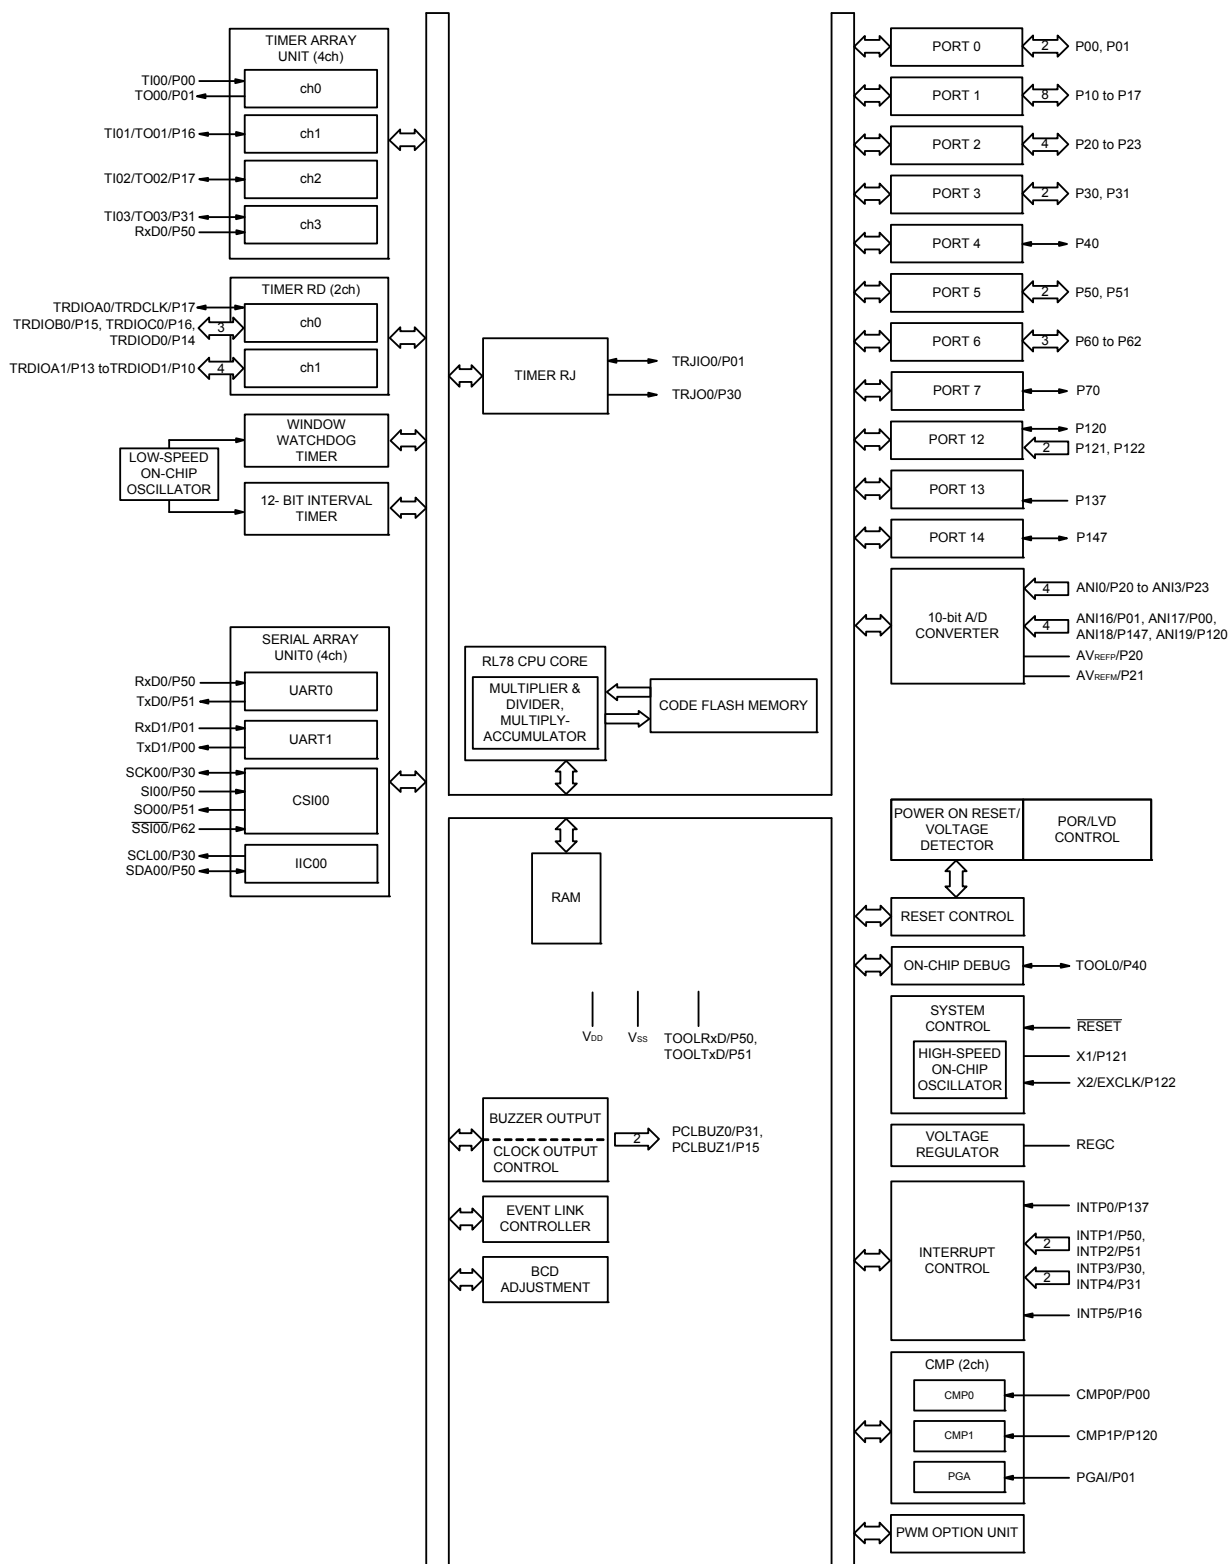 TIMER ARRAY
UNIT (4ch)
TI00/P00
TO00/P01
ch0
TI01/TO01/P16
ch1
TI02/TO02/P17
ch2
TI03/TO03/P31
RxD0/P50
ch3
TIMER RD (2ch)
TRDIOA0/TRDCLK/P17
TRDIOB0/P15, TRDIOC0/P16,
TRDIOD0/P14
3
ch0
TRDIOA1/P13 toTRDIOD1/P10
4
ch1
WINDOW
WATCHDOG
TIMER
LOW-SPEED
ON-CHIP
OSCILLATOR
12- BIT INTERVAL
TIMER
SERIAL ARRAY
UNIT0 (4ch)
RxD0/P50
TxD0/P51
UART0
RxD1/P01
TxD1/P00
UART1
SCK00/P30
SI00/P50
SO00/P51
SSI00/P62
CSI00
SCL00/P30
SDA00/P50
IIC00
TIMER RJ
TRJIO0/P01
TRJO0/P30
RL78 CPU CORE
MULTIPLIER &
DIVIDER,
MULTIPLY-
ACCUMULATOR
CODE FLASH MEMORY
RAM
VDD
VSS
TOOLRxD/P50,
TOOLTxD/P51
BUZZER OUTPUT
CLOCK OUTPUT
CONTROL
2
PCLBUZ0/P31,
PCLBUZ1/P15
EVENT LINK
CONTROLLER
BCD
ADJUSTMENT
PORT 0
2
P00, P01
PORT 1
8
P10 to P17
PORT 2
4
P20 to P23
PORT 3
2
P30, P31
PORT 4
P40
PORT 5
2
P50, P51
PORT 6
3
P60 to P62
PORT 7
P70
PORT 12
P120
2
P121, P122
PORT 13
P137
PORT 14
P147
10-bit A/D
CONVERTER
4
ANI0/P20 to ANI3/P23
4
ANI16/P01, ANI17/P00,
ANI18/P147, ANI19/P120
AVREFP/P20
AVREFM/P21
POWER ON RESET/
VOLTAGE
DETECTOR
POR/LVD
CONTROL
RESET CONTROL
ON-CHIP DEBUG
TOOL0/P40
SYSTEM
CONTROL
HIGH-SPEED
ON-CHIP
OSCILLATOR
RESET
X1/P121
X2/EXCLK/P122
VOLTAGE
REGULATOR
REGC
INTERRUPT
CONTROL
INTP0/P137
2
INTP1/P50,
INTP2/P51
2
INTP3/P30,
INTP4/P31
INTP5/P16
CMP (2ch)
CMP0
CMP0P/P00
CMP1
CMP1P/P120
PGA
PGAI/P01
PWM OPTION UNIT